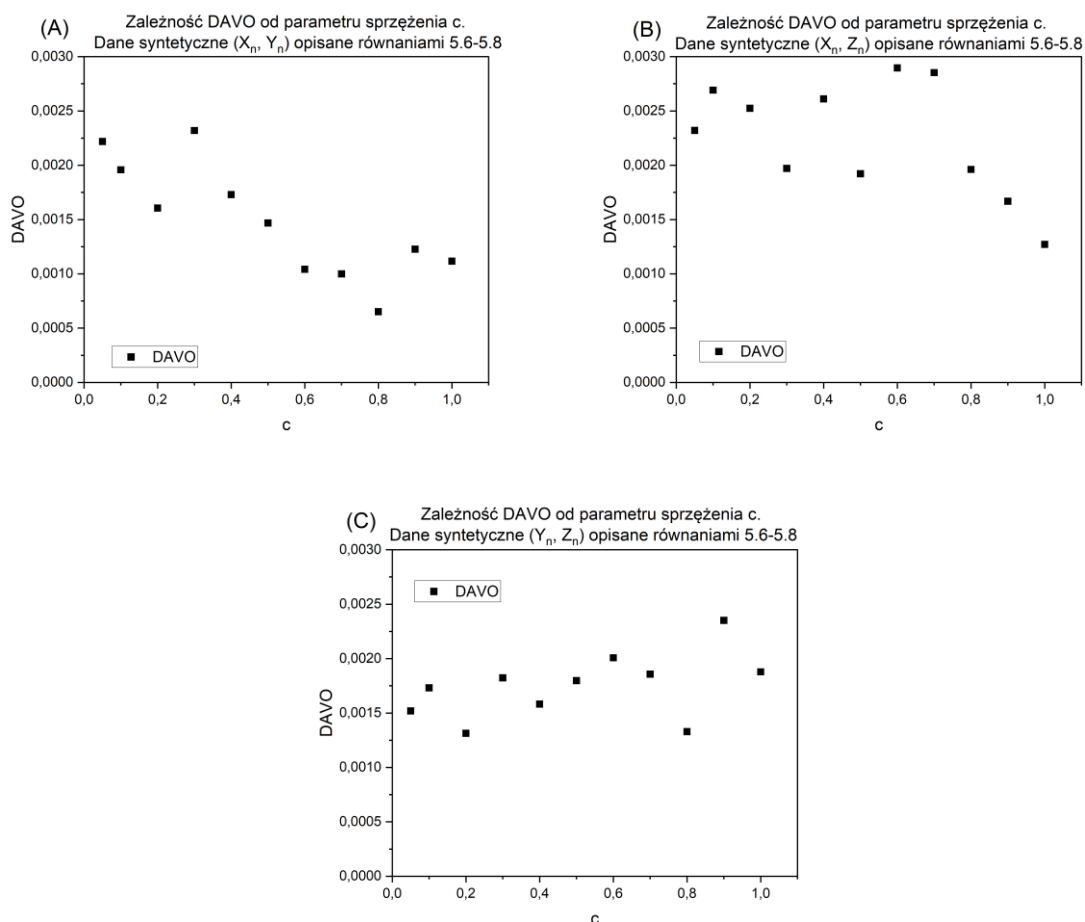 (A)
Zależność DAVO od parametru sprzężenia c.
Dane syntetyczne (Xn, Yn) opisane równaniami 5.6-5.8
0,0030
0,0025
0,0020
0,0015
0,0010
0,0005
0,0000
DAVO
DAVO
0,0 0,2 0,4 0,6 0,8 1,0
c
(B)
Zależność DAVO od parametru sprzężenia c.
Dane syntetyczne (Xn, Zn) opisane równaniami 5.6-5.8
0,0030
0,0025
0,0020
0,0015
0,0010
0,0005
0,0000
DAVO
DAVO
0,0 0,2 0,4 0,6 0,8 1,0
c
(C)
Zależność DAVO od parametru sprzężenia c.
Dane syntetyczne (Yn, Zn) opisane równaniami 5.6-5.8
0,0030
0,0025
0,0020
0,0015
0,0010
0,0005
0,0000
DAVO
DAVO
0,0 0,2 0,4 0,6 0,8 1,0
c